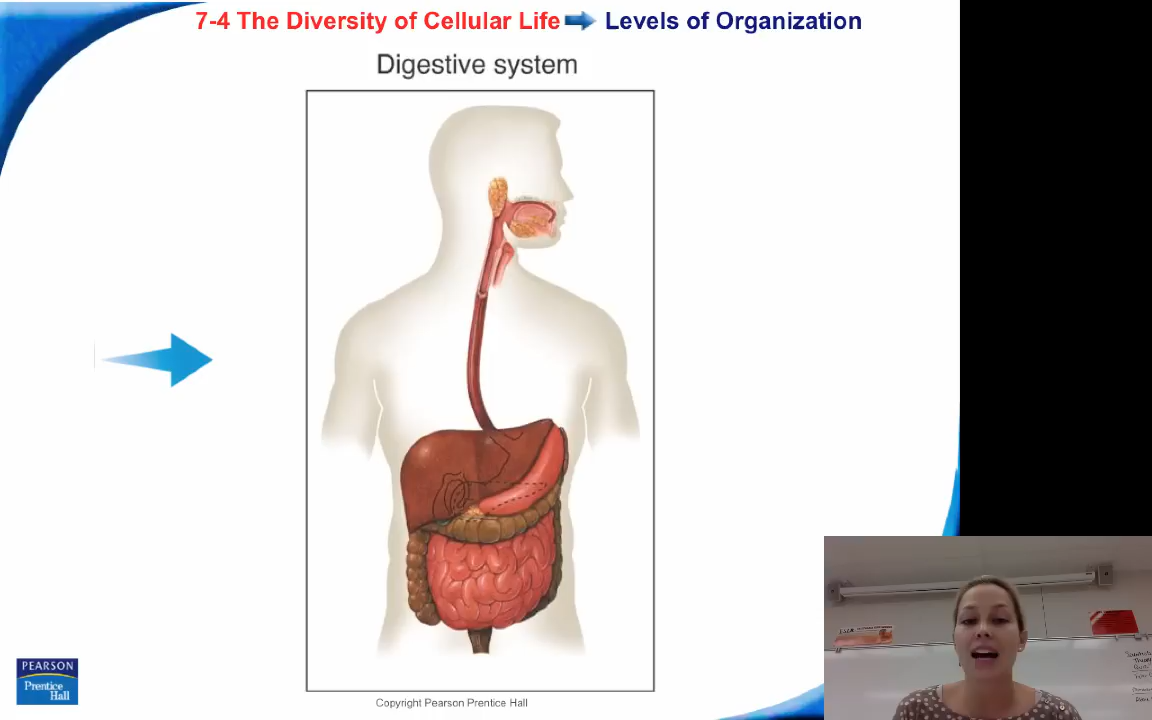 7-4 The Diversity of Cellular Life Levels of Organization
Digestive system
PEARSON
Prentice
Hall
Copyright Pearson Prentice Hall